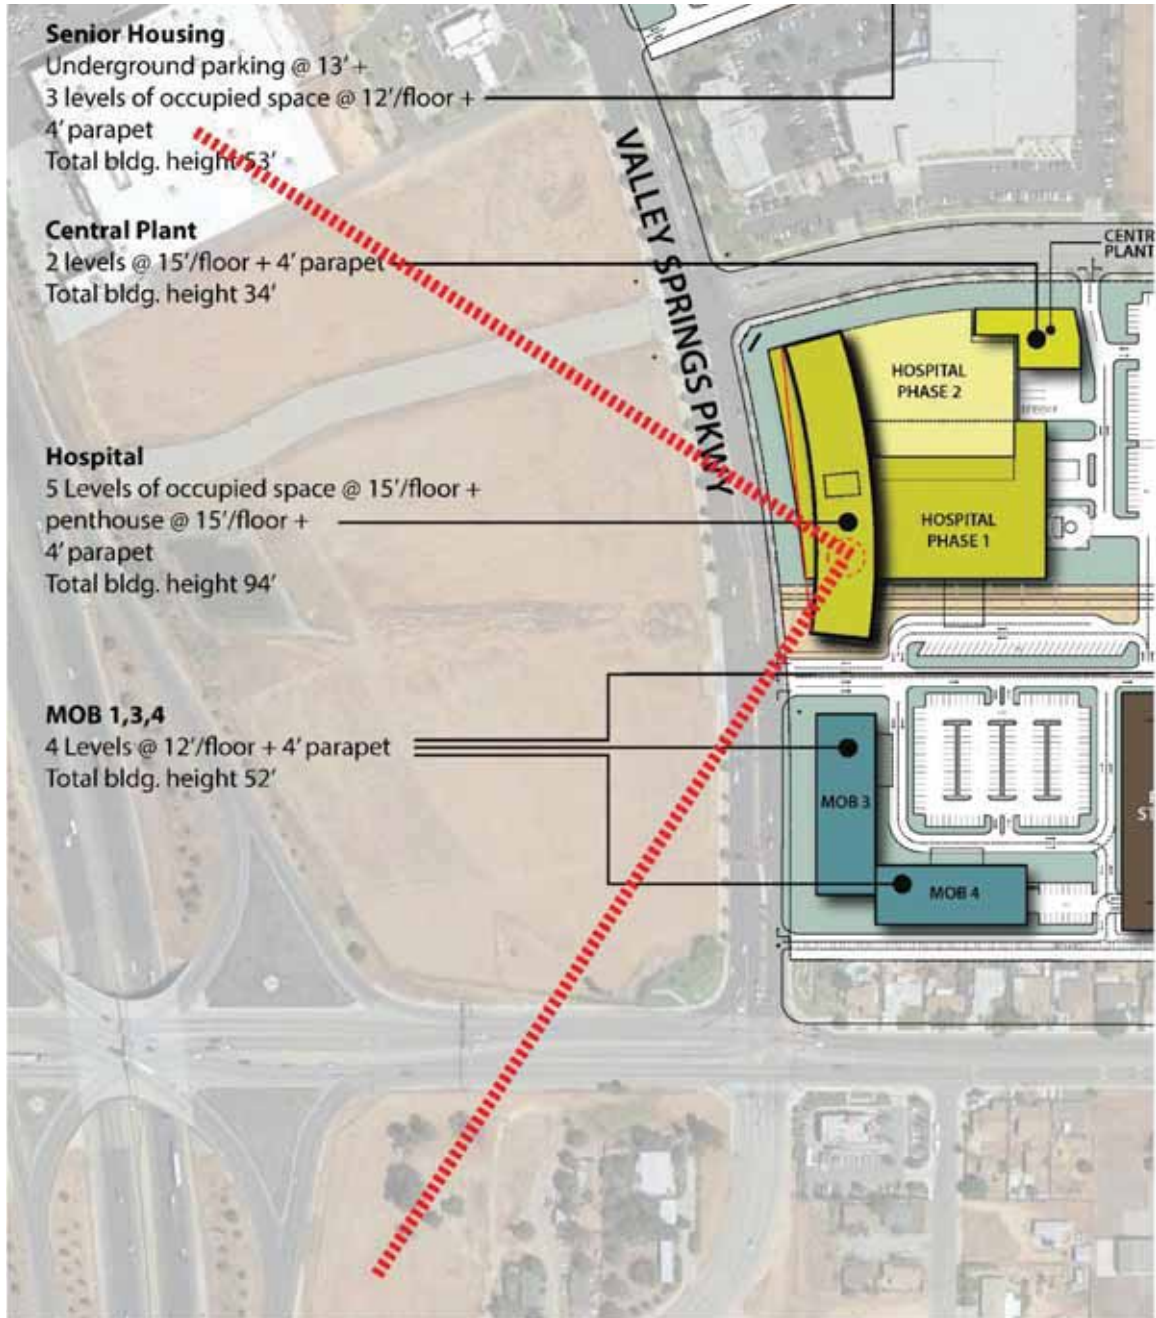 Senior Housing
Underground parking @ 13' +
3 levels of occupied space @ 12'/floor +
4' parapet
Total bldg. height 53'
VALLEY SPRINGS PKWY
Central Plant
2 levels @ 15'/floor + 4' parapet
Total bldg. height 34'
CENTR
PLANT
HOSPITAL
PHASE 2
Hospital
5 Levels of occupied space @ 15'/floor +
penthouse @ 15'/floor +
4' parapet
Total bldg. height 94'
HOSPITAL
PHASE 1
MOB 1,3,4
4 Levels @ 12'/floor + 4' parapet
Total bldg. height 52'
MOB 3
MOB 4